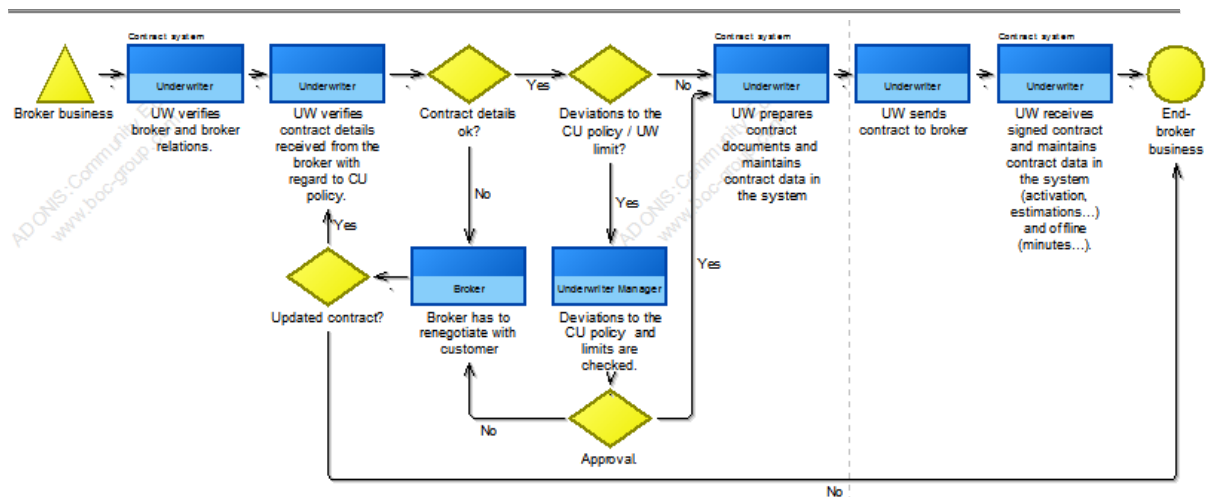 Contract system
Contract system
Contract system
Underwriter
Underwriter
Underwriter
Underwriter
Underwriter
Broker business
UW verifies
broker and broker
relations.
UW verifies
contract details
received from the
broker with
regard to CU
policy.
Contract details
ok?
Yes
Deviations to the
CU policy / UW
limit?
No
UW prepares
contract
documents and
maintains
contract data in
the system
UW sends
contract to broker
UW receives
signed contract
and maintains
contract data in
the system
(activation,
estimations...)
and offline
(minutes...).
End-
broker
business
No
Yes
Yes
Yes
Updated contract?
Broker
Broker has to
renegotiate with
customer
Underwriter Manager
Deviations to the
CU policy and
limits are
checked.
No
Approval.
No
ADONIS:Community
www.boc-group.
ADONIS:Community
www.boc-group.